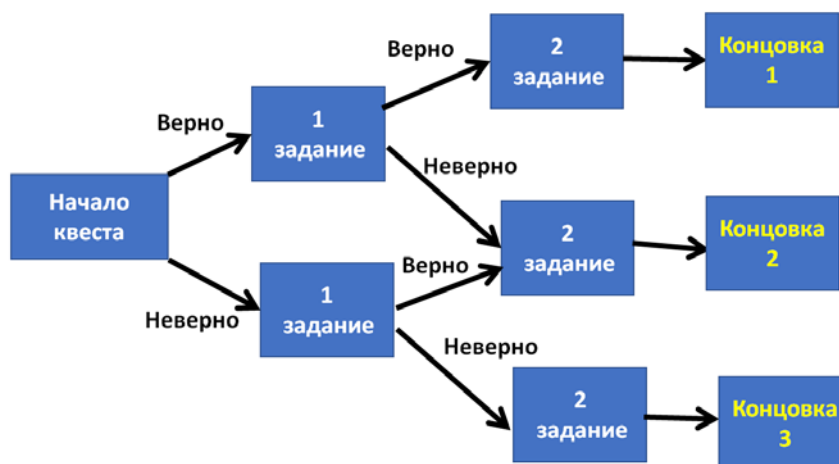 Верно
2
задание
Концовка
1
Верно
1
задание
Неверно
Начало
квеста
2
задание
Концовка
2
Верно
Неверно
1
задание
Неверно
2
задание
Концовка
3